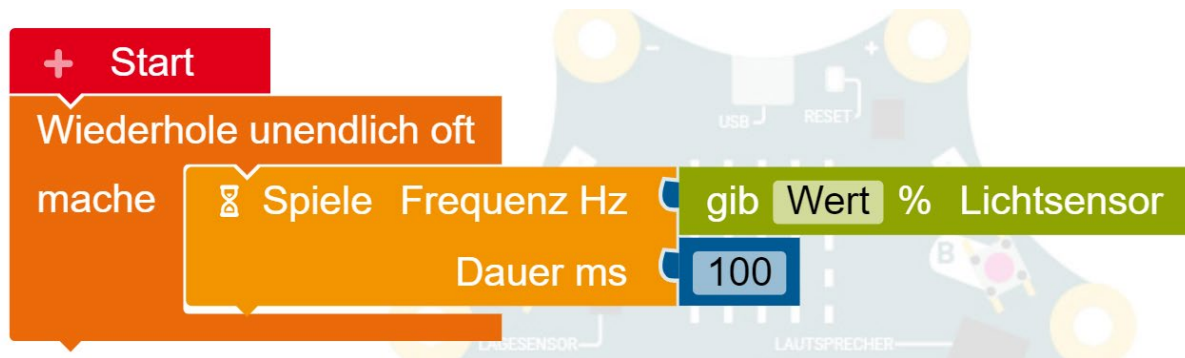 + Start
Wiederhole unendlich oft
mache
Spiele Frequenz Hz
gib Wert % Lichtsensor
Dauer ms
100
USB
RESET
B
LAGESENSOR
LAUTSPRECHER
- +